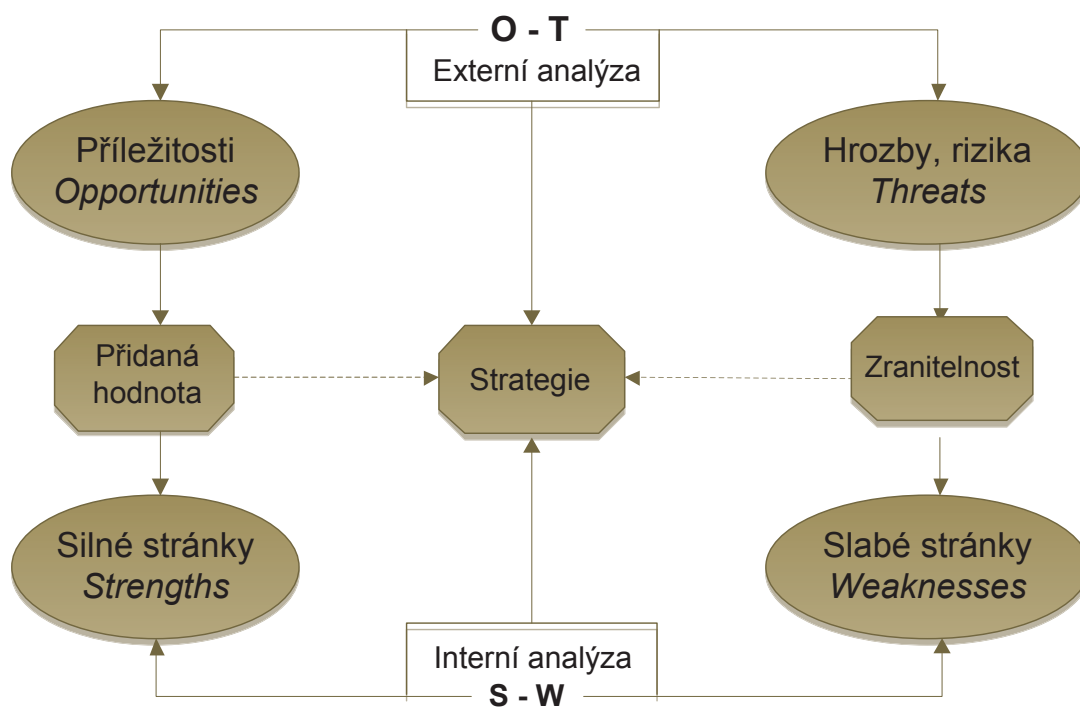 O - T
Externí analýza
Příležitosti
Opportunities
Hrozby, rizika
Threats
Přidaná
hodnota
Strategie
Zranitelnost
Silné stránky
Strengths
Slabé stránky
Weaknesses
Interní analýza
S - W